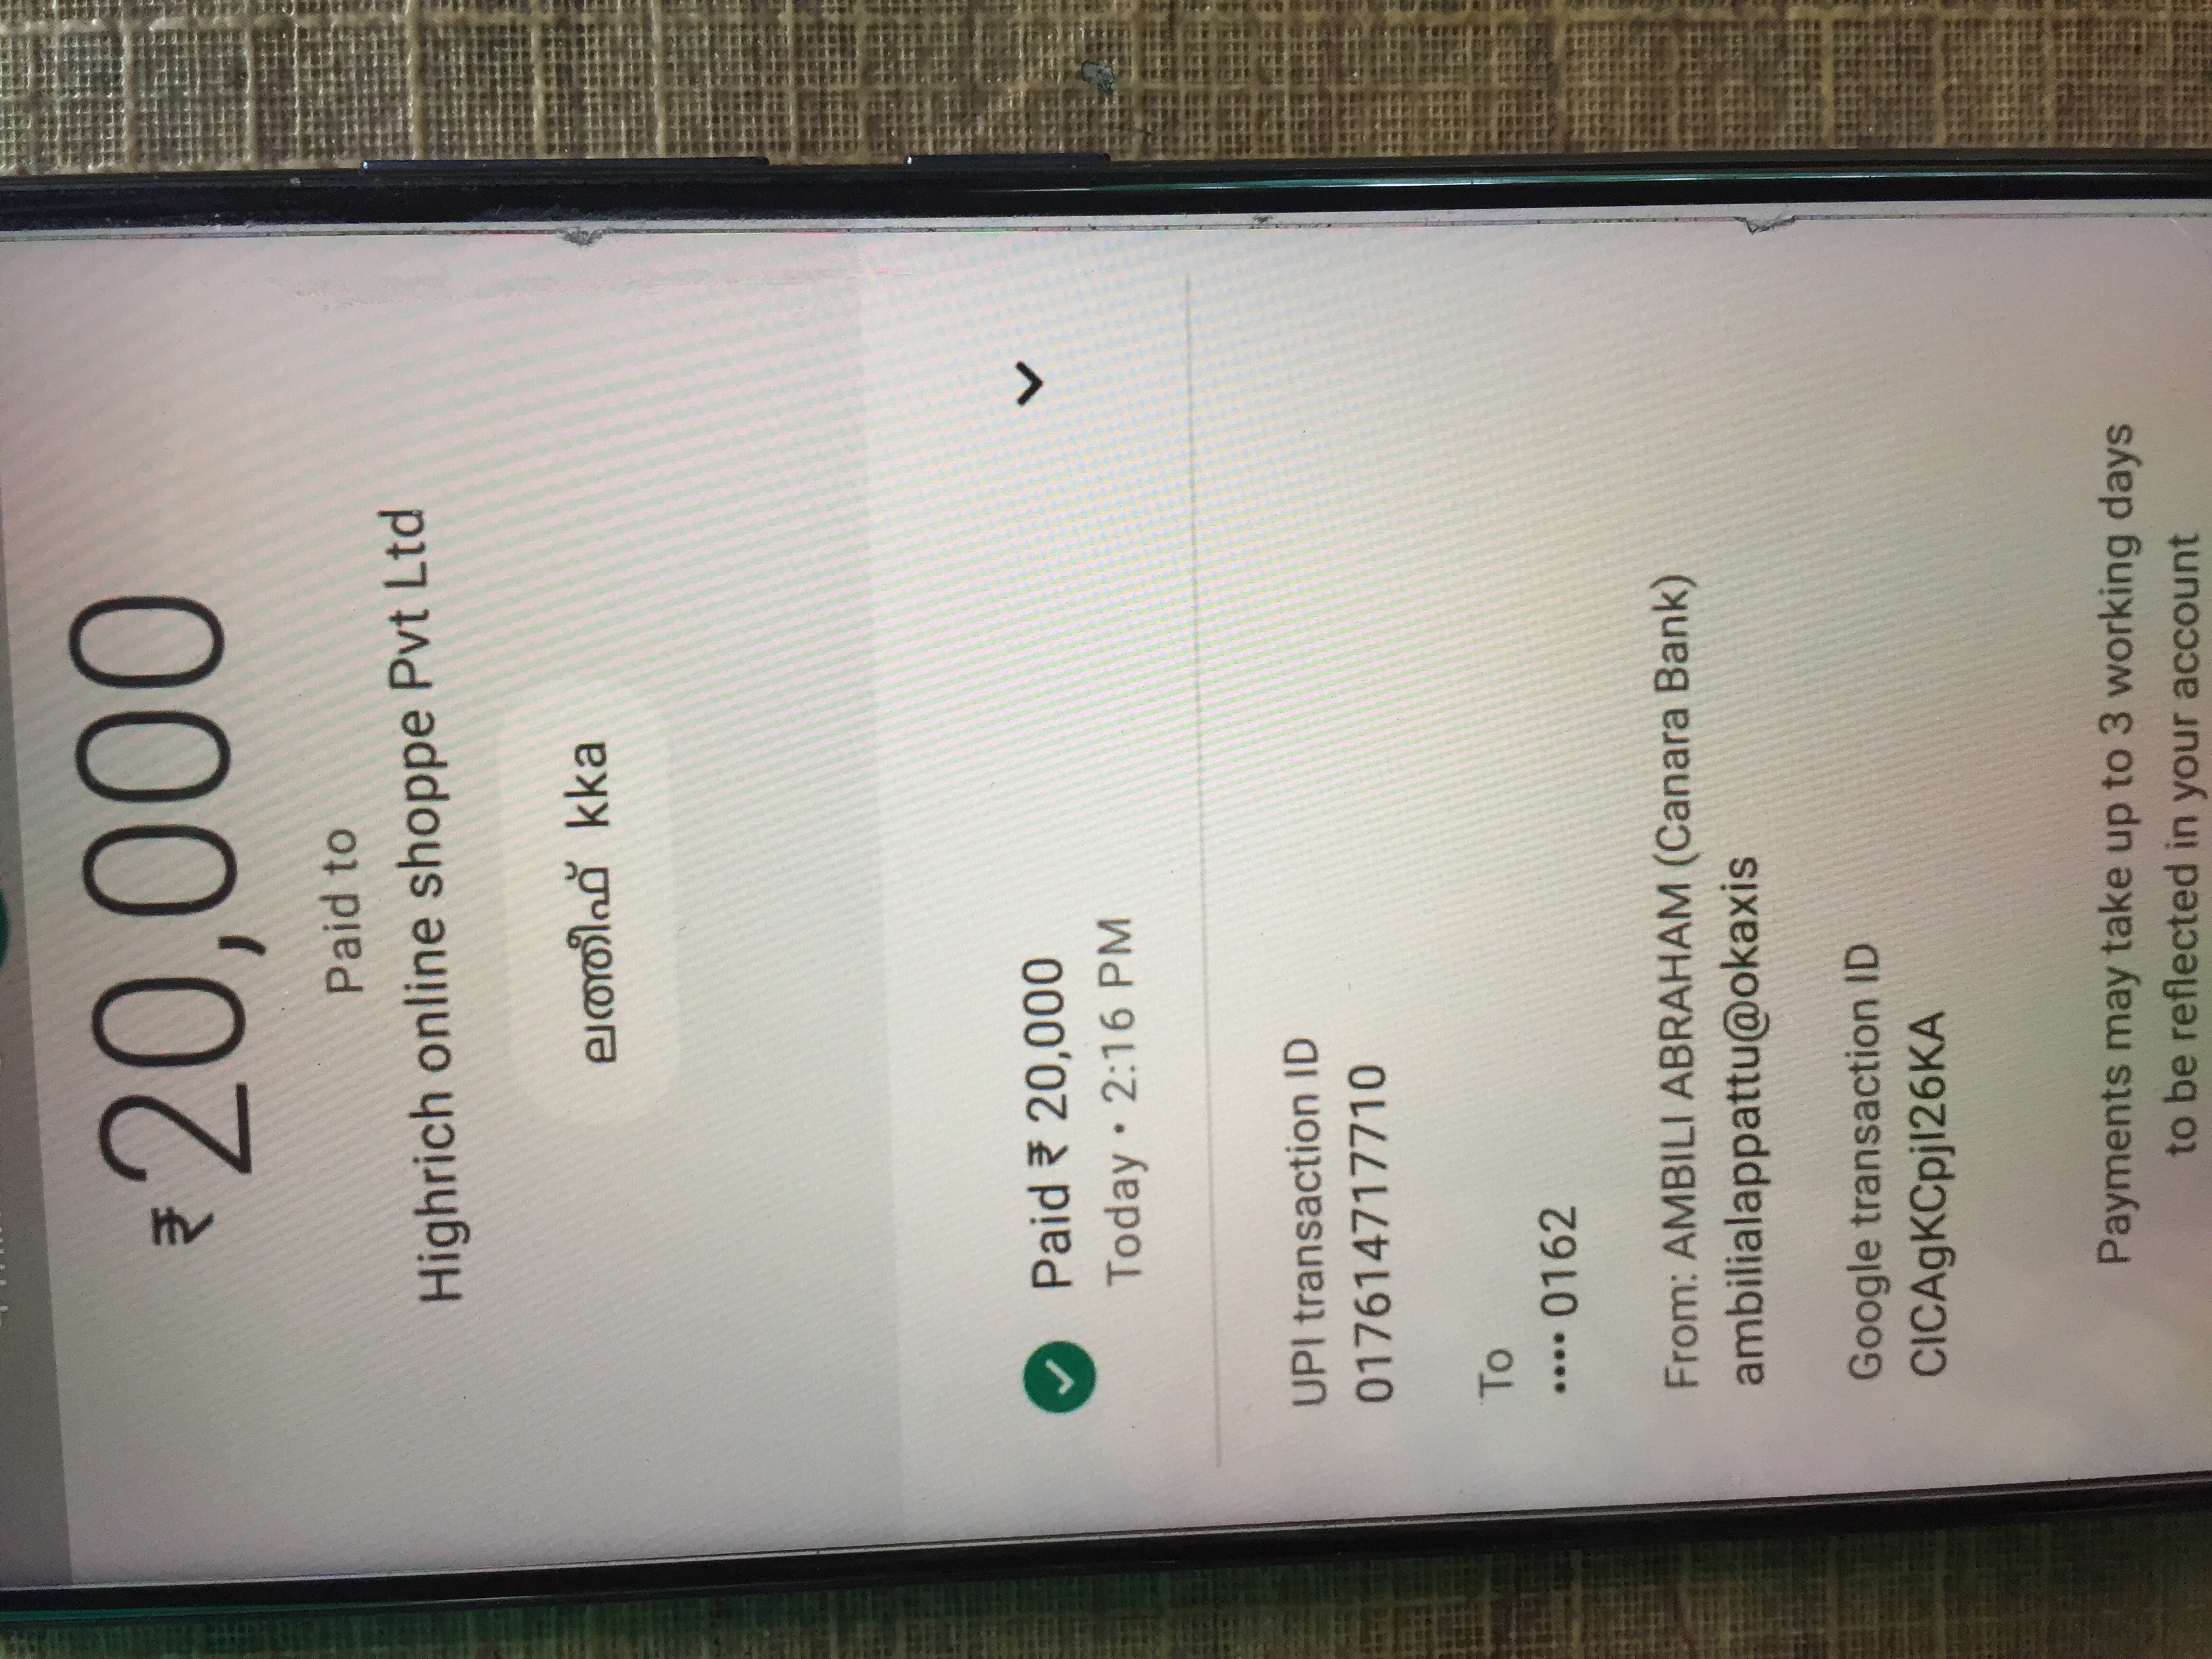 ₹20,000
Paid to
Highrich online shoppe Pvt Ltd
ലത്തീഫ് kka
Paid ₹ 20,000
Today • 2:16 PM
UPI transaction ID
017614717710
To
•••• 0162
From: AMBILI ABRAHAM (Canara Bank)
ambilialappattu@okaxis
Google transaction ID
CICAgKCpjI26KA
Payments may take up to 3 working days
to be reflected in your account